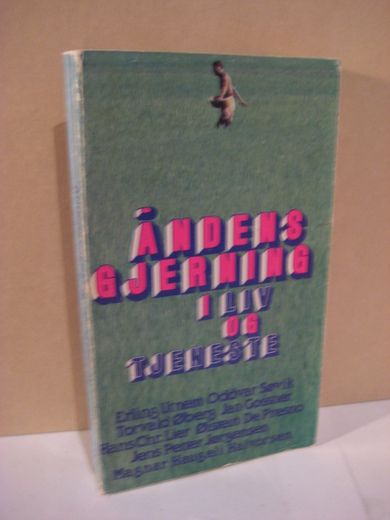 ÅNDENS
GJERNING
I LIV
OG
TJENESTE
Erling Utnem Oddvar Søvik
Torvald Øberg Jan Gossner
Hans Chr. Lier Øistein De Presno
Jens Petter Jørgensen
Magnar Haugeli Halvorsen